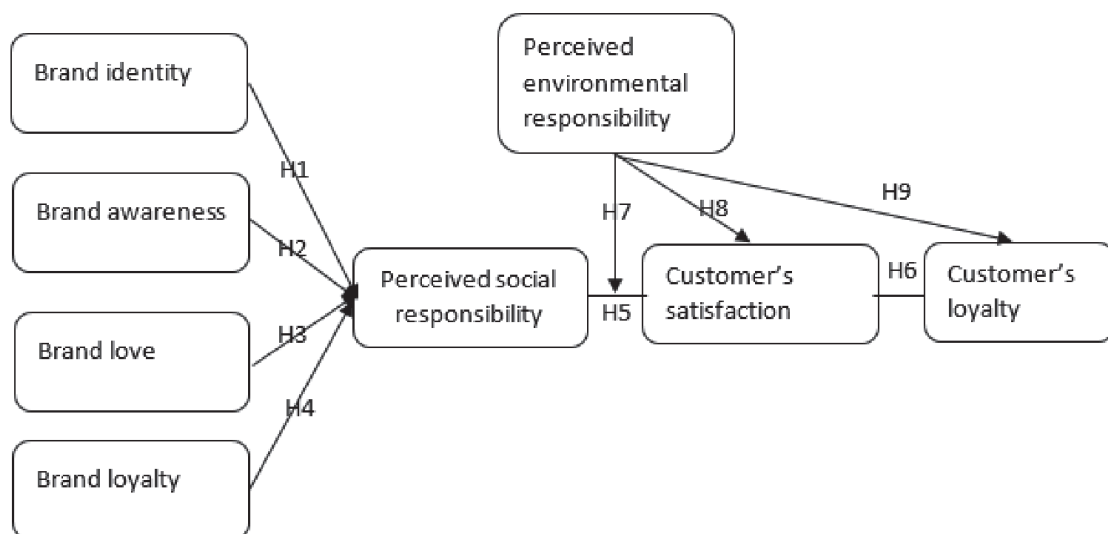 Brand identity
Perceived
environmental
responsibility
H1
H9
Brand awareness
H7
H8
H2
Perceived social
responsibility
Customer's
satisfaction
H6
Customer's
loyalty
H5
H3
Brand love
H4
Brand loyalty